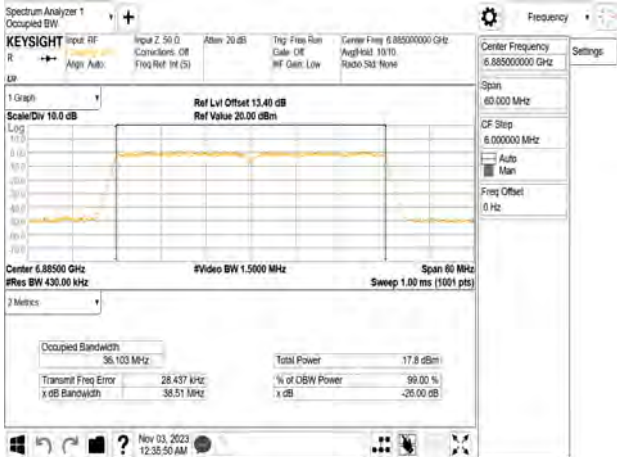 Spectrum Analyzer 1
Occupied BW
+
Frequency
KEYSIGHT
Input: RF
Input Z: 50 Ω
Atten: 20 dB
Trig: Free Run
Center Freq: 6.885000000 GHz
R
Corrections: Off
Gate: Off
Avg|Hold: 10/10
Align: Auto
Freq Ref: Int (S)
#IF Gain: Low
Radio Std: None
Center Frequency
6.885000000 GHz
Settings
Span
60.000 MHz
CF Step
6.000000 MHz
Auto
Man
Freq Offset
0 Hz
1 Graph
Scale/Div 10.0 dB
Ref Lvl Offset 13.40 dB
Ref Value 20.00 dBm
Log
Center 6.88500 GHz
#Video BW 1.5000 MHz
Span 60 MHz
#Res BW 430.00 kHz
Sweep 1.00 ms (1001 pts)
2 Metrics
Occupied Bandwidth
36.103 MHz
Total Power 17.8 dBm
Transmit Freq Error 28.437 kHz
% of OBW Power 99.00 %
x dB Bandwidth 38.51 MHz
x dB -26.00 dB
?
Nov 03, 2023
12:35:50 AM